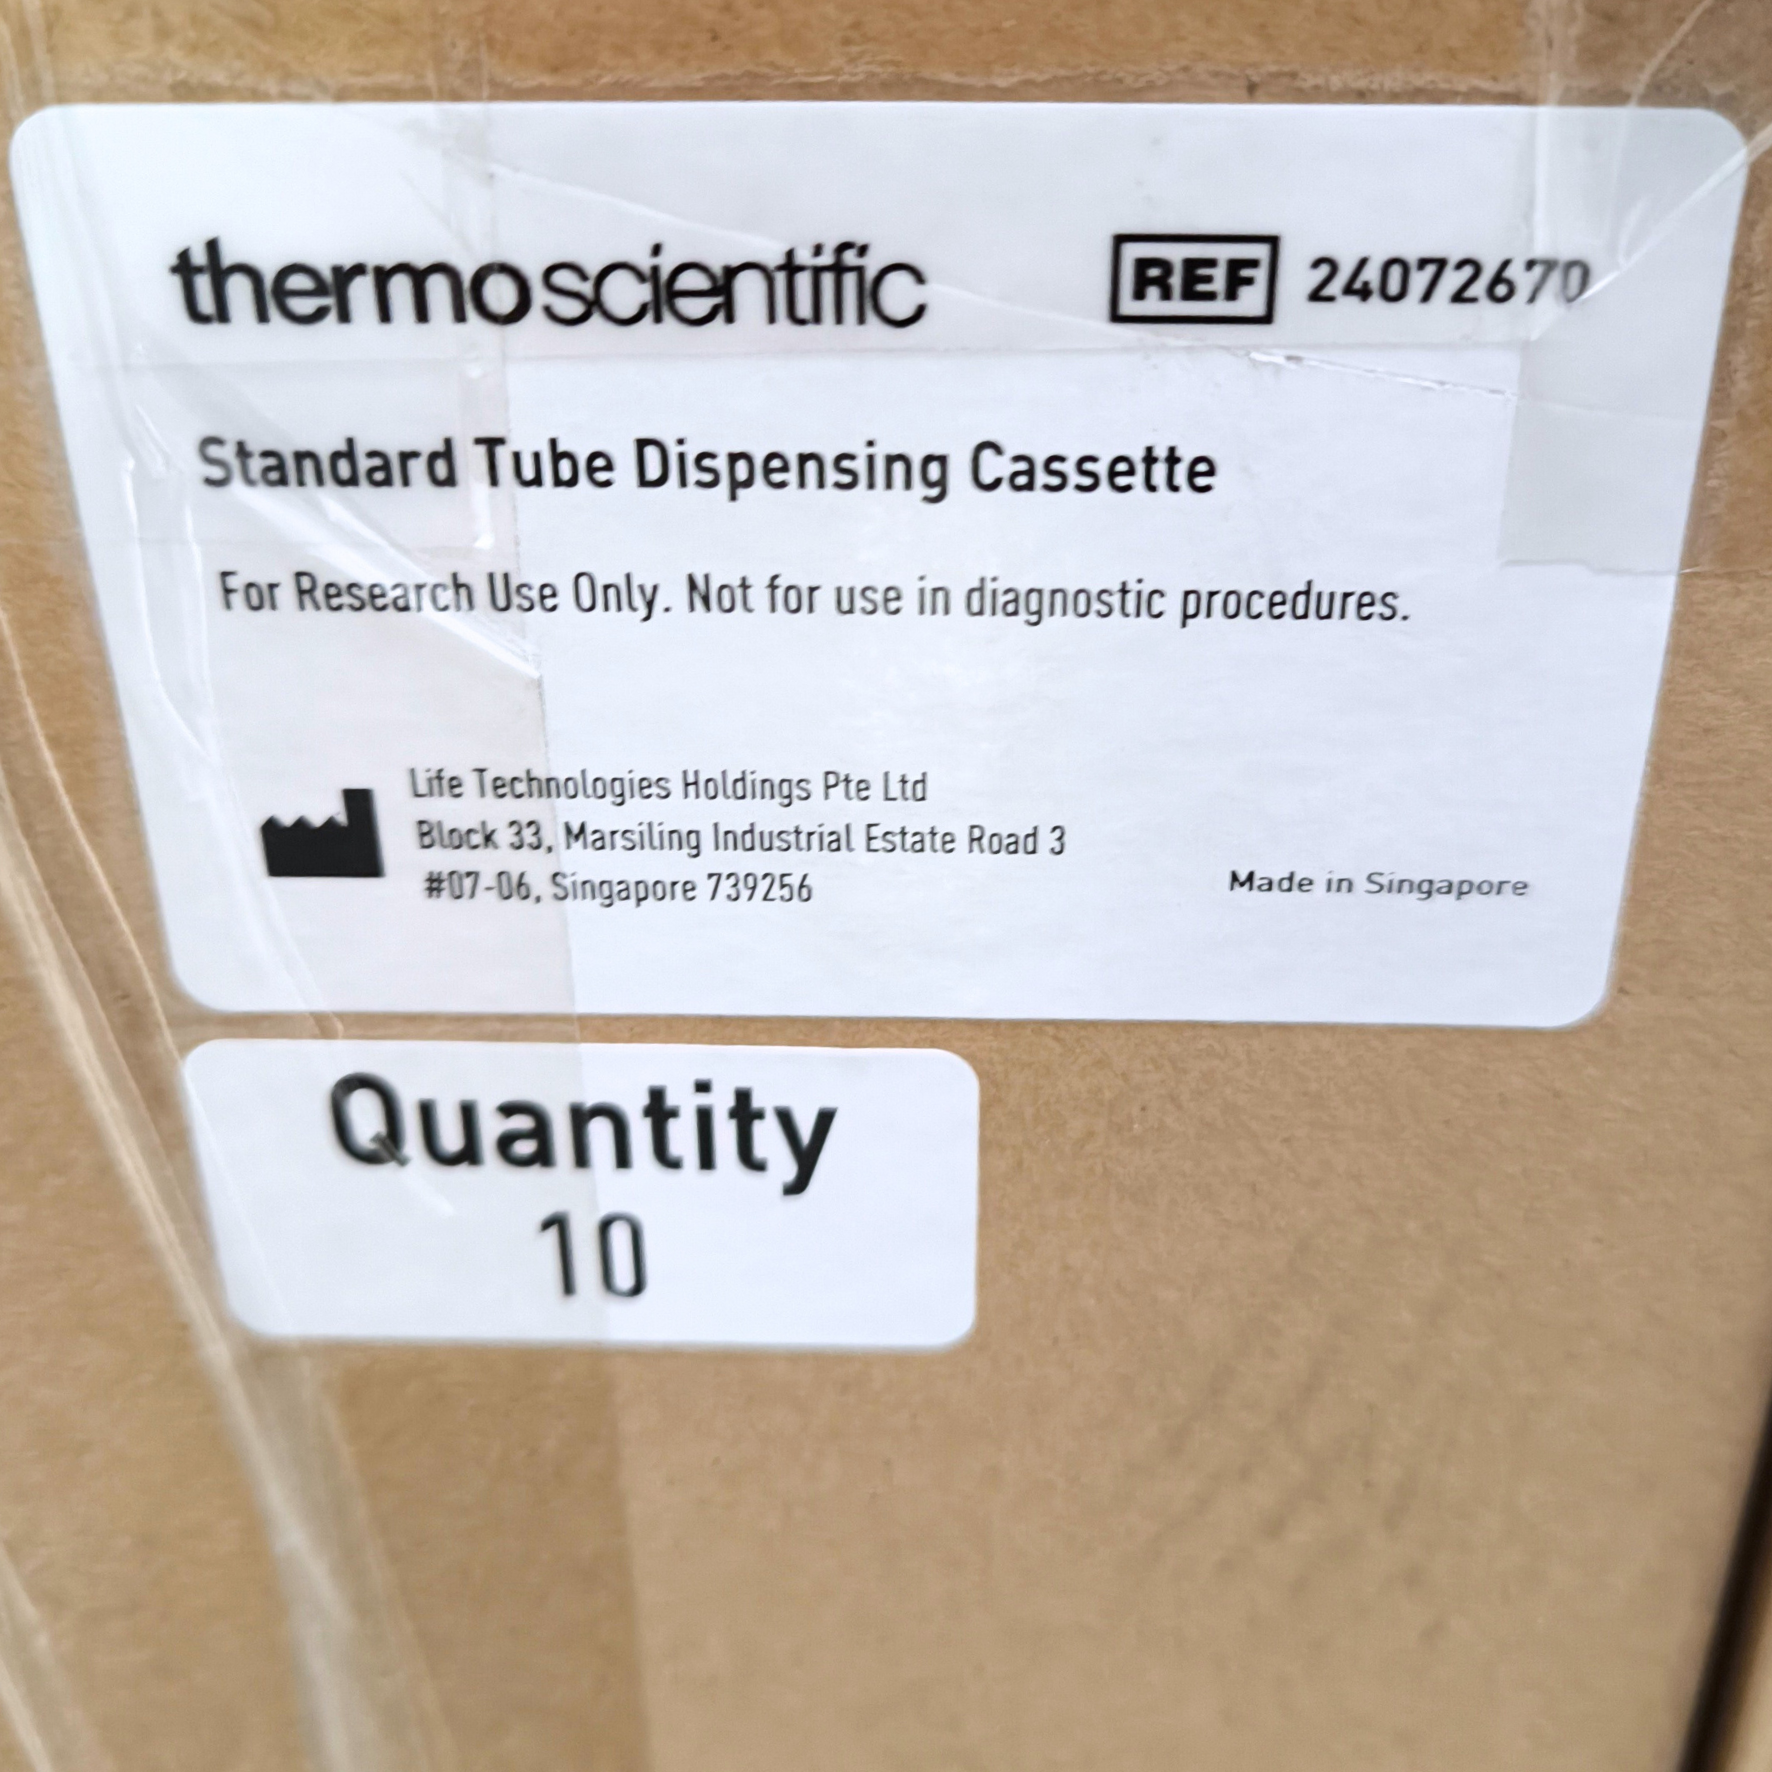 thermoscientific REF 24072670
Standard Tube Dispensing Cassette
For Research Use Only. Not for use in diagnostic procedures.
Life Technologies Holdings Pte Ltd
Block 33, Marsiling Industrial Estate Road 3
#07-06, Singapore 739256
Made in Singapore
Quantity
10